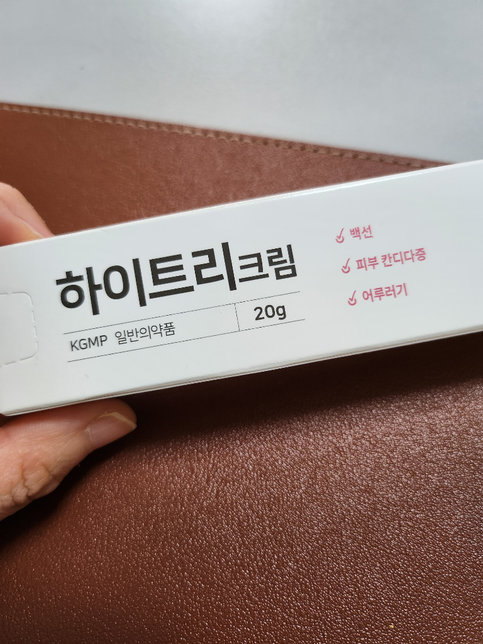 하이트리크림
KGMP 일반의약품
20g
백선
피부 칸디다증
어루러기